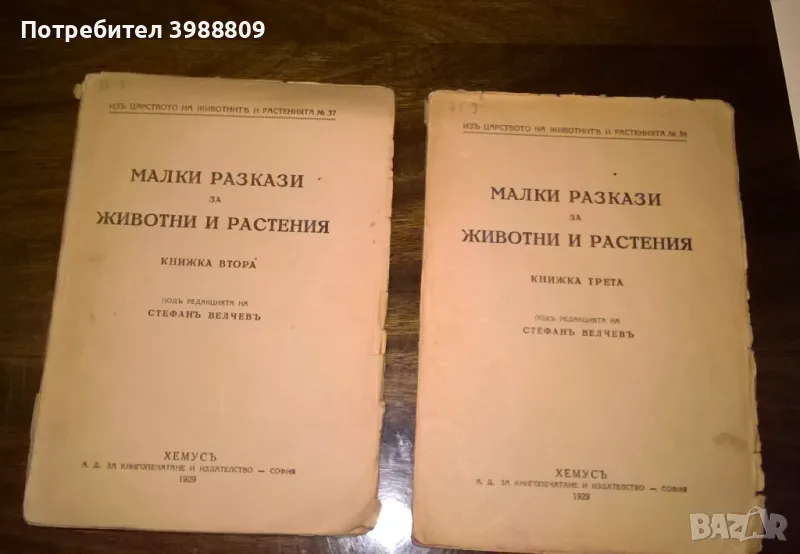 Потребител 3988809
ИЗЪ ЦАРСТВОТО НА ЖИВОТНИТѢ И РАСТЕНИЯТА № 37
МАЛКИ РАЗКАЗИ
ЗА
ЖИВОТНИ И РАСТЕНИЯ
КНИЖКА ВТОРА
ПОДЪ РЕДАКЦИЯТА НА
СТЕФАНЪ ВЕЛЧЕВЪ
ХЕМУСЪ
А. Д. ЗА КНИГОПЕЧАТАНЕ И ИЗДАТЕЛСТВО — СОФИЯ
1929
ИЗЪ ЦАРСТВОТО НА ЖИВОТНИТѢ И РАСТЕНИЯТА № 38
МАЛКИ РАЗКАЗИ
ЗА
ЖИВОТНИ И РАСТЕНИЯ
КНИЖКА ТРЕТА
ПОДЪ РЕДАКЦИЯТА НА
СТЕФАНЪ ВЕЛЧЕВЪ
ХЕМУСЪ
А. Д. ЗА КНИГОПЕЧАТАНЕ И ИЗДАТЕЛСТВО — СОФИЯ
1929
BAZAR